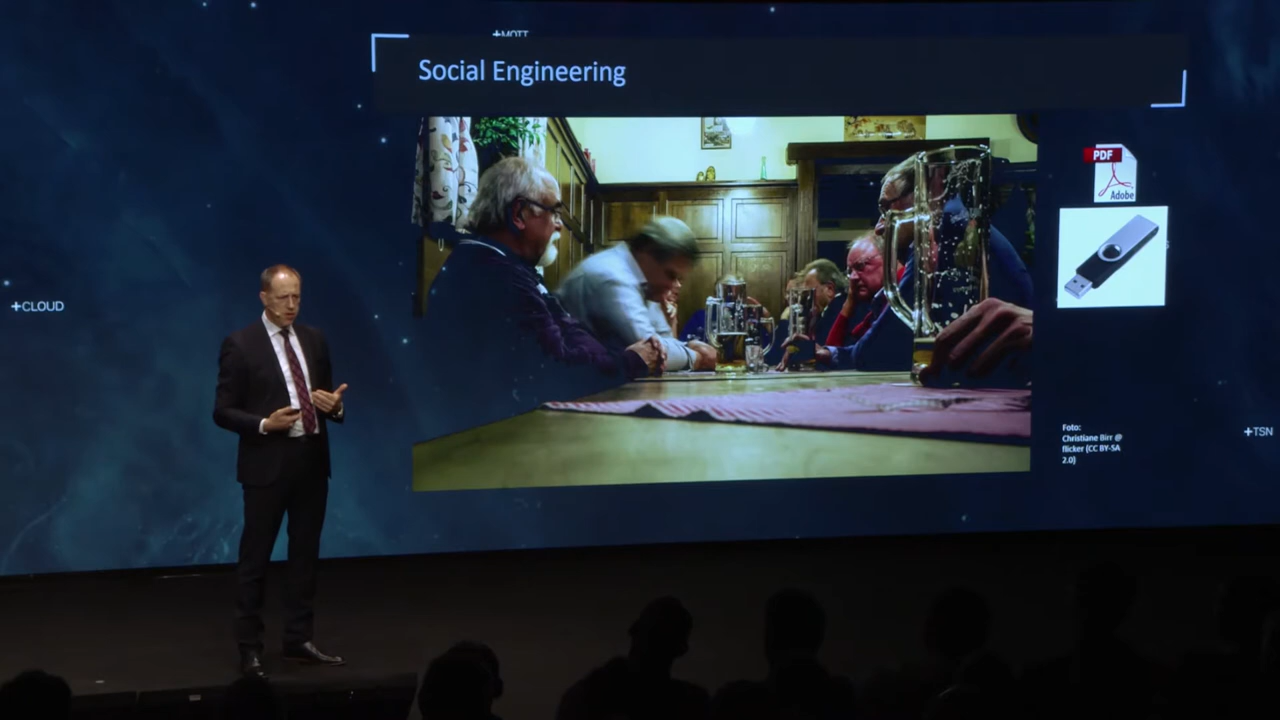 +MQTT
Social Engineering
PDF
Adobe
+CLOUD
Foto:
Christiane Birr @
flicker (CC BY-SA
2.0)
+TSN